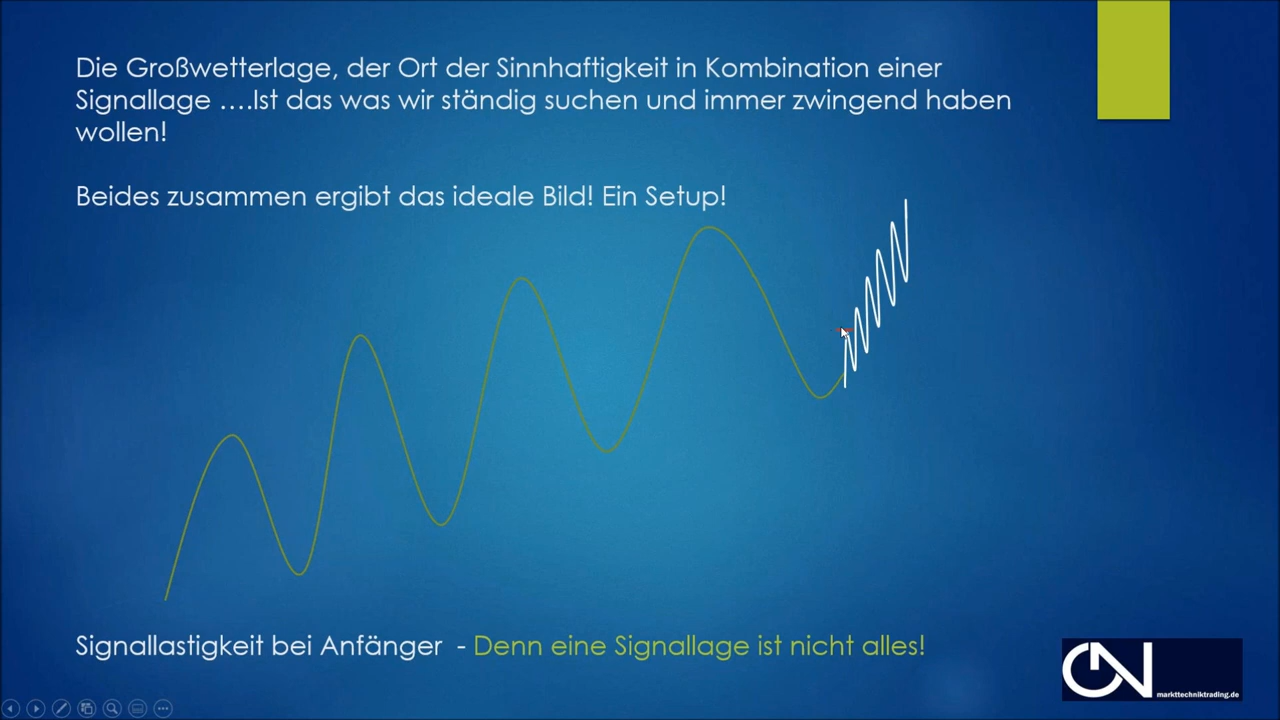 Die Großwetterlage, der Ort der Sinnhaftigkeit in Kombination einer
Signallage ….Ist das was wir ständig suchen und immer zwingend haben
wollen!
Beides zusammen ergibt das ideale Bild! Ein Setup!
Signallastigkeit bei Anfänger - Denn eine Signallage ist nicht alles!
markttechniktrading.de